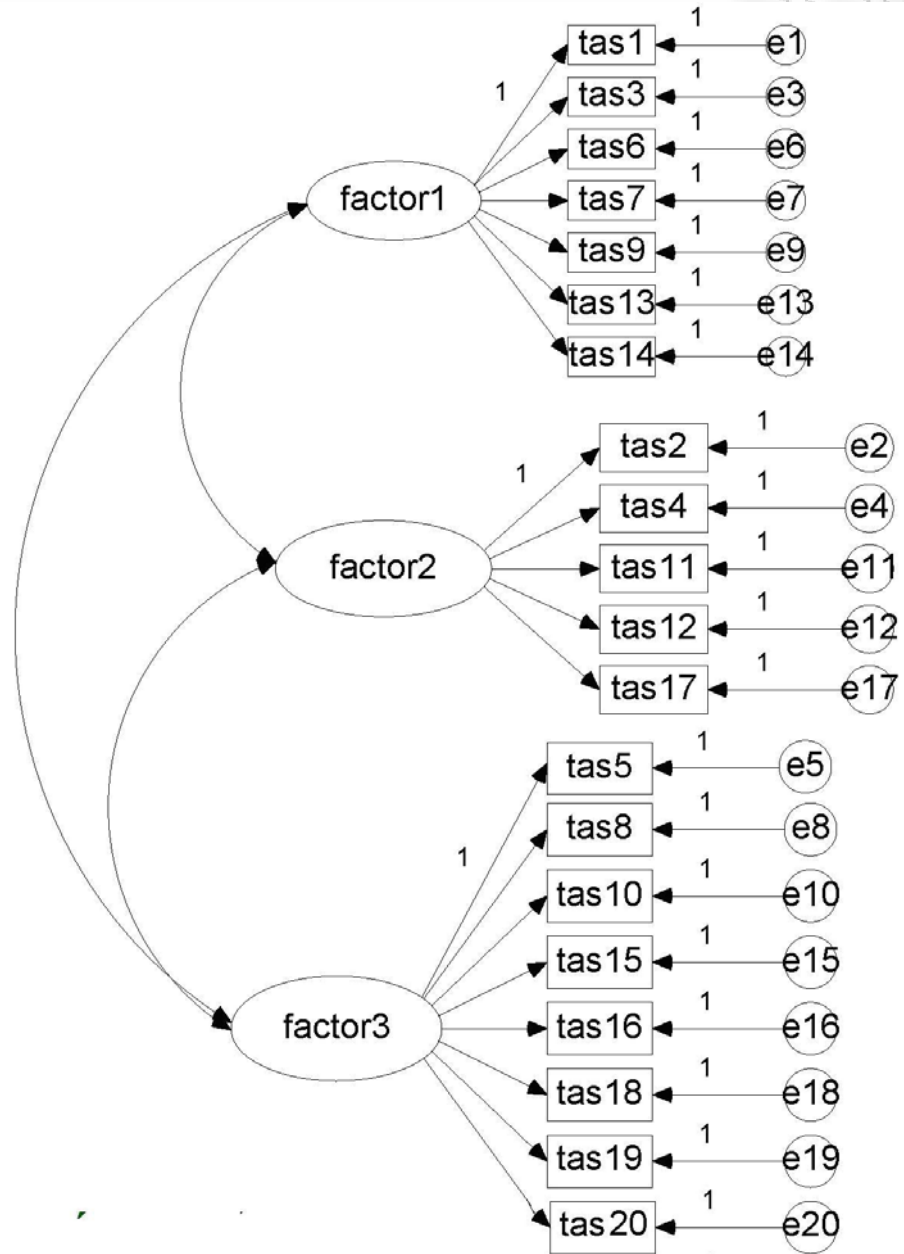 1
tas1
e1
1
1
tas3
e3
1
tas6
e6
factor1
1
tas7
e7
1
tas9
e9
1
tas13
e13
1
tas14
e14
1
tas2
e2
1
1
tas4
e4
1
factor2
tas11
e11
1
tas12
e12
1
tas17
e17
1
tas5
e5
1
tas8
e8
1
1
tas10
e10
1
tas15
e15
1
factor3
tas16
e16
1
tas18
e18
1
tas19
e19
1
tas20
e20